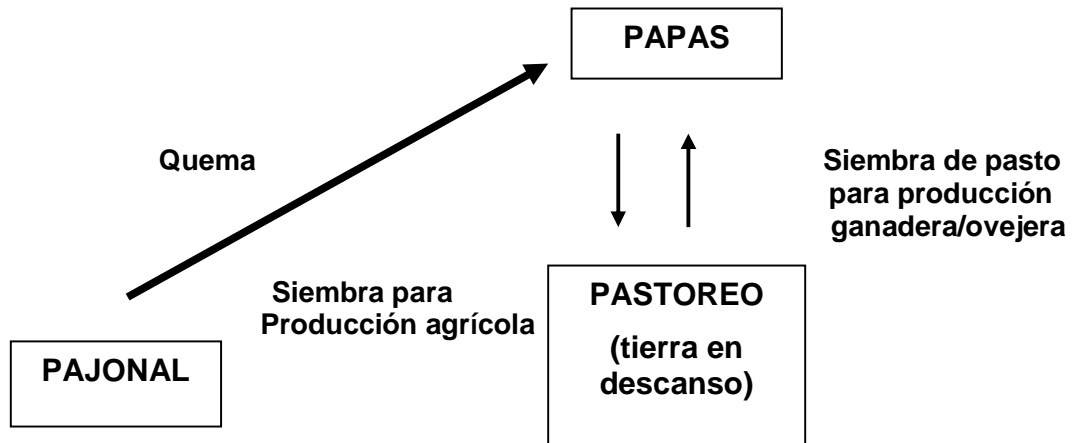 PAPAS
Quema
Siembra de pasto
para producción
ganadera/ovejera
Siembra para
Producción agrícola
PASTOREO
(tierra en
descanso)
PAJONAL